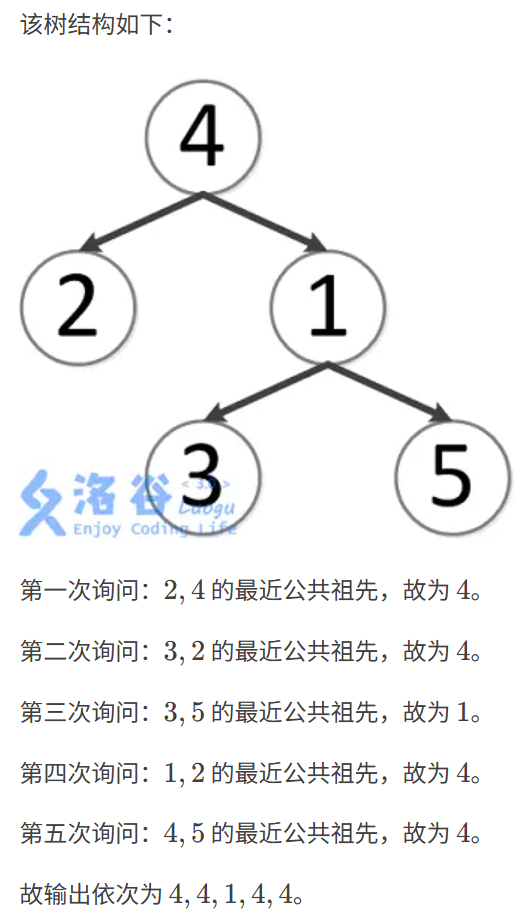 该树结构如下：
4
2
1
3
5
洛谷
< 3.0 >
Luogu
Enjoy Coding Life
第一次询问：2, 4 的最近公共祖先，故为 4。
第二次询问：3, 2 的最近公共祖先，故为 4。
第三次询问：3, 5 的最近公共祖先，故为 1。
第四次询问：1, 2 的最近公共祖先，故为 4。
第五次询问：4, 5 的最近公共祖先，故为 4。
故输出依次为 4, 4, 1, 4, 4。